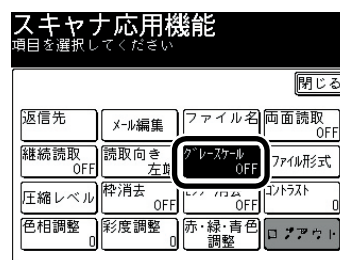 スキャナ応用機能
項目を選択してください
閉じる
返信先
メール編集
ファイル名
両面読取
OFF
継続読取
OFF
読取向き
左
グレースケール
OFF
ファイル形式
圧縮レベル
枠消去
OFF
消去
OFF
コントラスト
0
色相調整
0
彩度調整
0
赤・緑・青色
調整
ログアウト